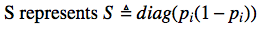 S represents S ≜ diag(pᵢ(1 − pᵢ))